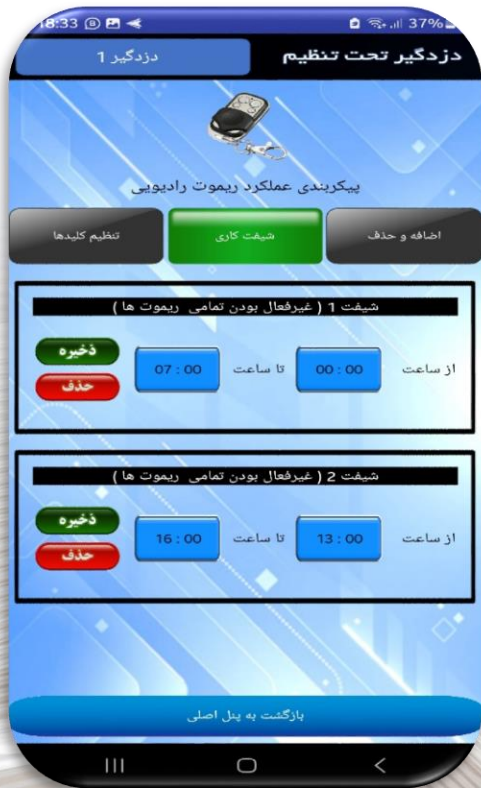 8:33 37%
دزدگیر تحت تنظیم دزدگیر 1
پیکربندی عملکرد ریموت رادیویی
اضافه و حذف شیفت کاری تنظیم کلیدها
شیفت 1 ( غیرفعال بودن تمامی ریموت ها )
از ساعت 00 : 00 تا ساعت 07 : 00 ذخیره
حذف
شیفت 2 ( غیرفعال بودن تمامی ریموت ها )
از ساعت 13 : 00 تا ساعت 16 : 00 ذخیره
حذف
بازگشت به پنل اصلی